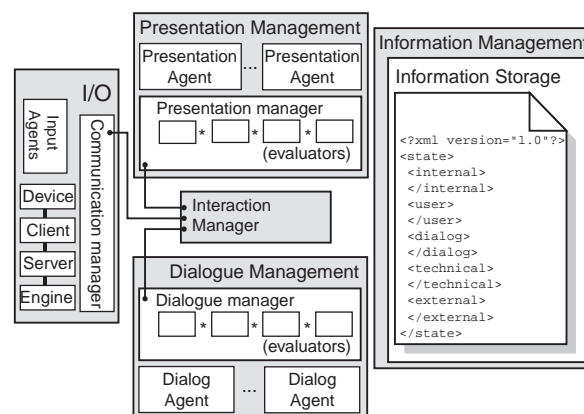 I/O
Input
Agents
Communication manager
Device
Client
Server
Engine
Presentation Management
Presentation
Agent
...
Presentation
Agent
Presentation manager
* * *
(evaluators)
Interaction
Manager
Dialogue Management
Dialogue manager
* * *
(evaluators)
Dialog
Agent
...
Dialog
Agent
Information Management
Information Storage
<?xml version="1.0"?>
<state>
<internal>
</internal>
<user>
</user>
<dialog>
</dialog>
<technical>
</technical>
<external>
</external>
</state>